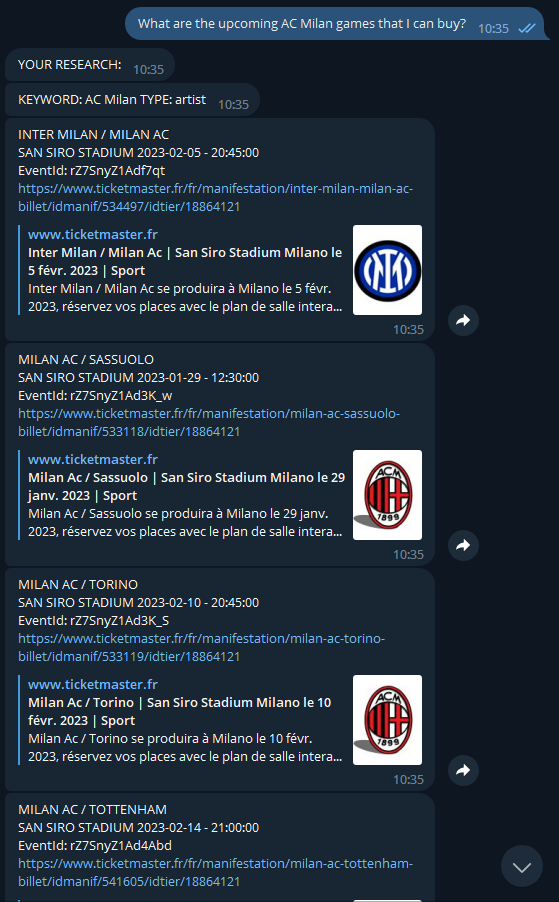 What are the upcoming AC Milan games that I can buy? 10:35
YOUR RESEARCH: 10:35
KEYWORD: AC Milan TYPE: artist 10:35
INTER MILAN / MILAN AC
SAN SIRO STADIUM 2023-02-05 - 20:45:00
EventId: rZ7SnyZ1Adf7qt
https://www.ticketmaster.fr/fr/manifestation/inter-milan-milan-ac-
billet/idmanif/534497/idtier/18864121
www.ticketmaster.fr
Inter Milan / Milan Ac | San Siro Stadium Milano le
5 févr. 2023 | Sport
Inter Milan / Milan Ac se produira à Milano le 5 févr.
2023, réservez vos places avec le plan de salle intera...
10:35
MILAN AC / SASSUOLO
SAN SIRO STADIUM 2023-01-29 - 12:30:00
EventId: rZ7SnyZ1Ad3K_w
https://www.ticketmaster.fr/fr/manifestation/milan-ac-sassuolo-
billet/idmanif/533118/idtier/18864121
www.ticketmaster.fr
Milan Ac / Sassuolo | San Siro Stadium Milano le 29
janv. 2023 | Sport
Milan Ac / Sassuolo se produira à Milano le 29 janv.
2023, réservez vos places avec le plan de salle intera...
ACM
1899
10:35
MILAN AC / TORINO
SAN SIRO STADIUM 2023-02-10 - 20:45:00
EventId: rZ7SnyZ1Ad3K_S
https://www.ticketmaster.fr/fr/manifestation/milan-ac-torino-
billet/idmanif/533119/idtier/18864121
www.ticketmaster.fr
Milan Ac / Torino | San Siro Stadium Milano le 10
févr. 2023 | Sport
Milan Ac / Torino se produira à Milano le 10 févr.
2023, réservez vos places avec le plan de salle intera...
ACM
1899
10:35
MILAN AC / TOTTENHAM
SAN SIRO STADIUM 2023-02-14 - 21:00:00
EventId: rZ7SnyZ1Ad4Abd
https://www.ticketmaster.fr/fr/manifestation/milan-ac-tottenham-
billet/idmanif/541605/idtier/18864121